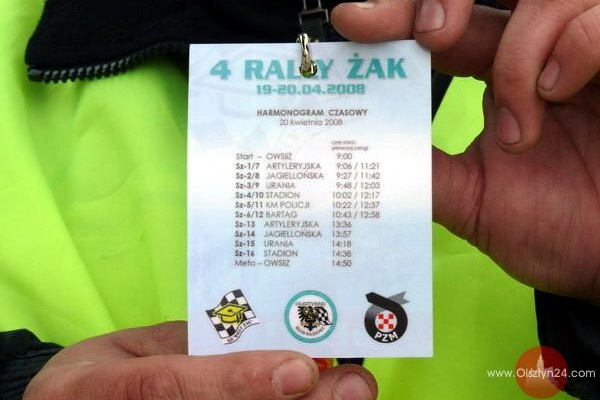 4 RALLY ŻAK
19-20.04.2008
HARMONOGRAM CZASOWY
20 kwietnia 2008
Start – OWSIiZ 9:00
Sz-1/7 ARTYLERYJSKA 9:06 / 11:21
Sz-2/8 JAGIELLOŃSKA 9:27 / 11:42
Sz-3/9 URANIA 9:48 / 12:03
Sz-4/10 STADION 10:02 / 12:17
Sz-5/11 KM POLICJI 10:22 / 12:37
Sz-6/12 BARTĄG 10:43 / 12:58
Sz-13 ARTYLERYJSKA 13:36
Sz-14 JAGIELLOŃSKA 13:57
Sz-15 URANIA 14:18
Sz-16 STADION 14:38
Meta – OWSIiZ 14:50
OLSZTYŃSKI
PZM
www.Olsztyn24.com